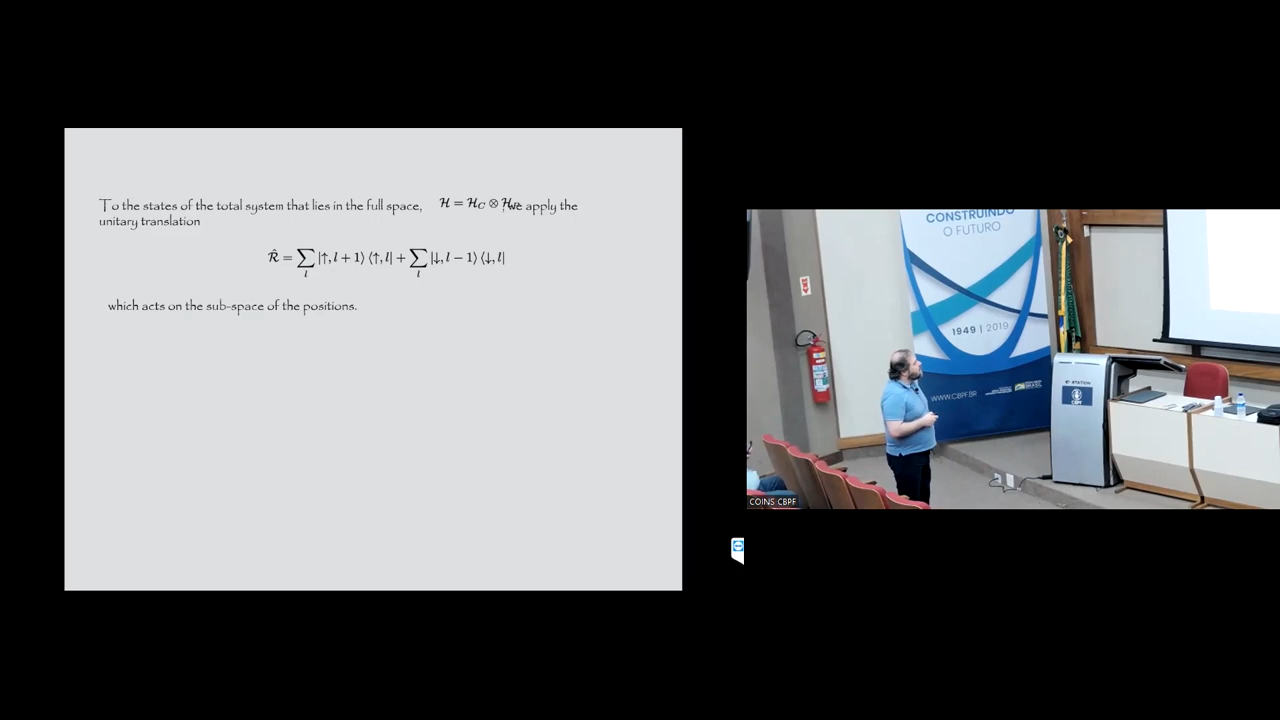 To the states of the total system that lies in the full space, ℋ = ℋ_C ⊗ ℋ , we apply the
unitary translation
ℛ̂ = ∑_l |↑, l + 1⟩ ⟨↑, l| + ∑_l |↓, l − 1⟩ ⟨↓, l|
which acts on the sub-space of the positions.
CONSTRUINDO
O FUTURO
1949 | 2019
WWW.CBPF.BR
BRASIL
CBPF
COINS CBPF